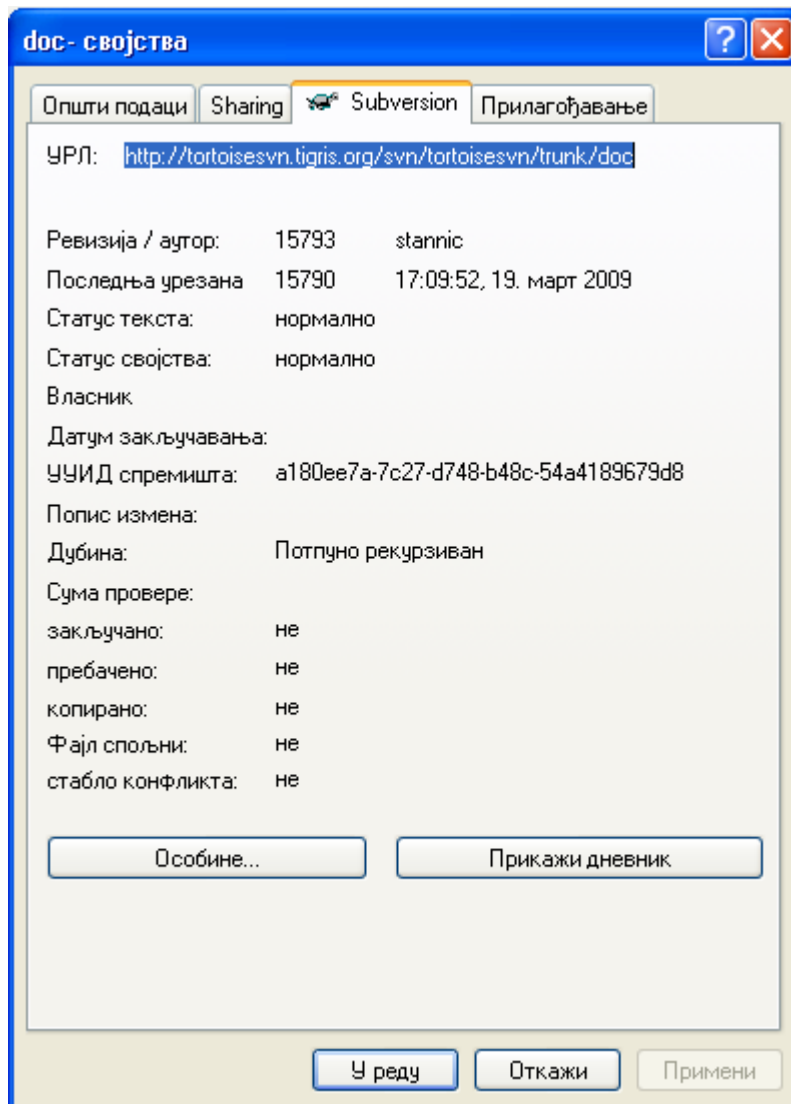 doc- својства
Општи подаци Sharing Subversion Прилагођавање
УРЛ: http://tortoisesvn.tigris.org/svn/tortoisesvn/trunk/doc
Ревизија / аутор: 15793 stannic
Последња урезана 15790 17:09:52, 19. март 2009
Статус текста: нормално
Статус својства: нормално
Власник
Датум закључавања:
УУИД спремишта: a180ee7a-7c27-d748-b48c-54a4189679d8
Попис измена:
Дубина: Потпуно рекурзиван
Сума провере:
закључано: не
пребачено: не
копирано: не
Фајл спољни: не
стабло конфликта: не
Особине... Прикажи дневник
У реду Откажи Примени